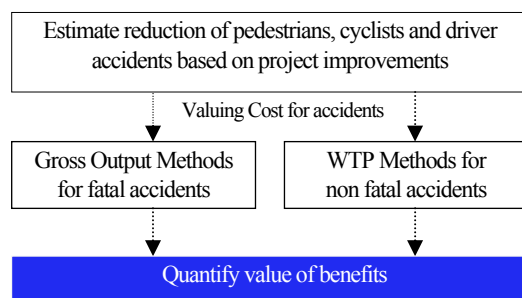 Estimate reduction of pedestrians, cyclists and driver
accidents based on project improvements
Valuing Cost for accidents
Gross Output Methods
for fatal accidents
WTP Methods for
non fatal accidents
Quantify value of benefits